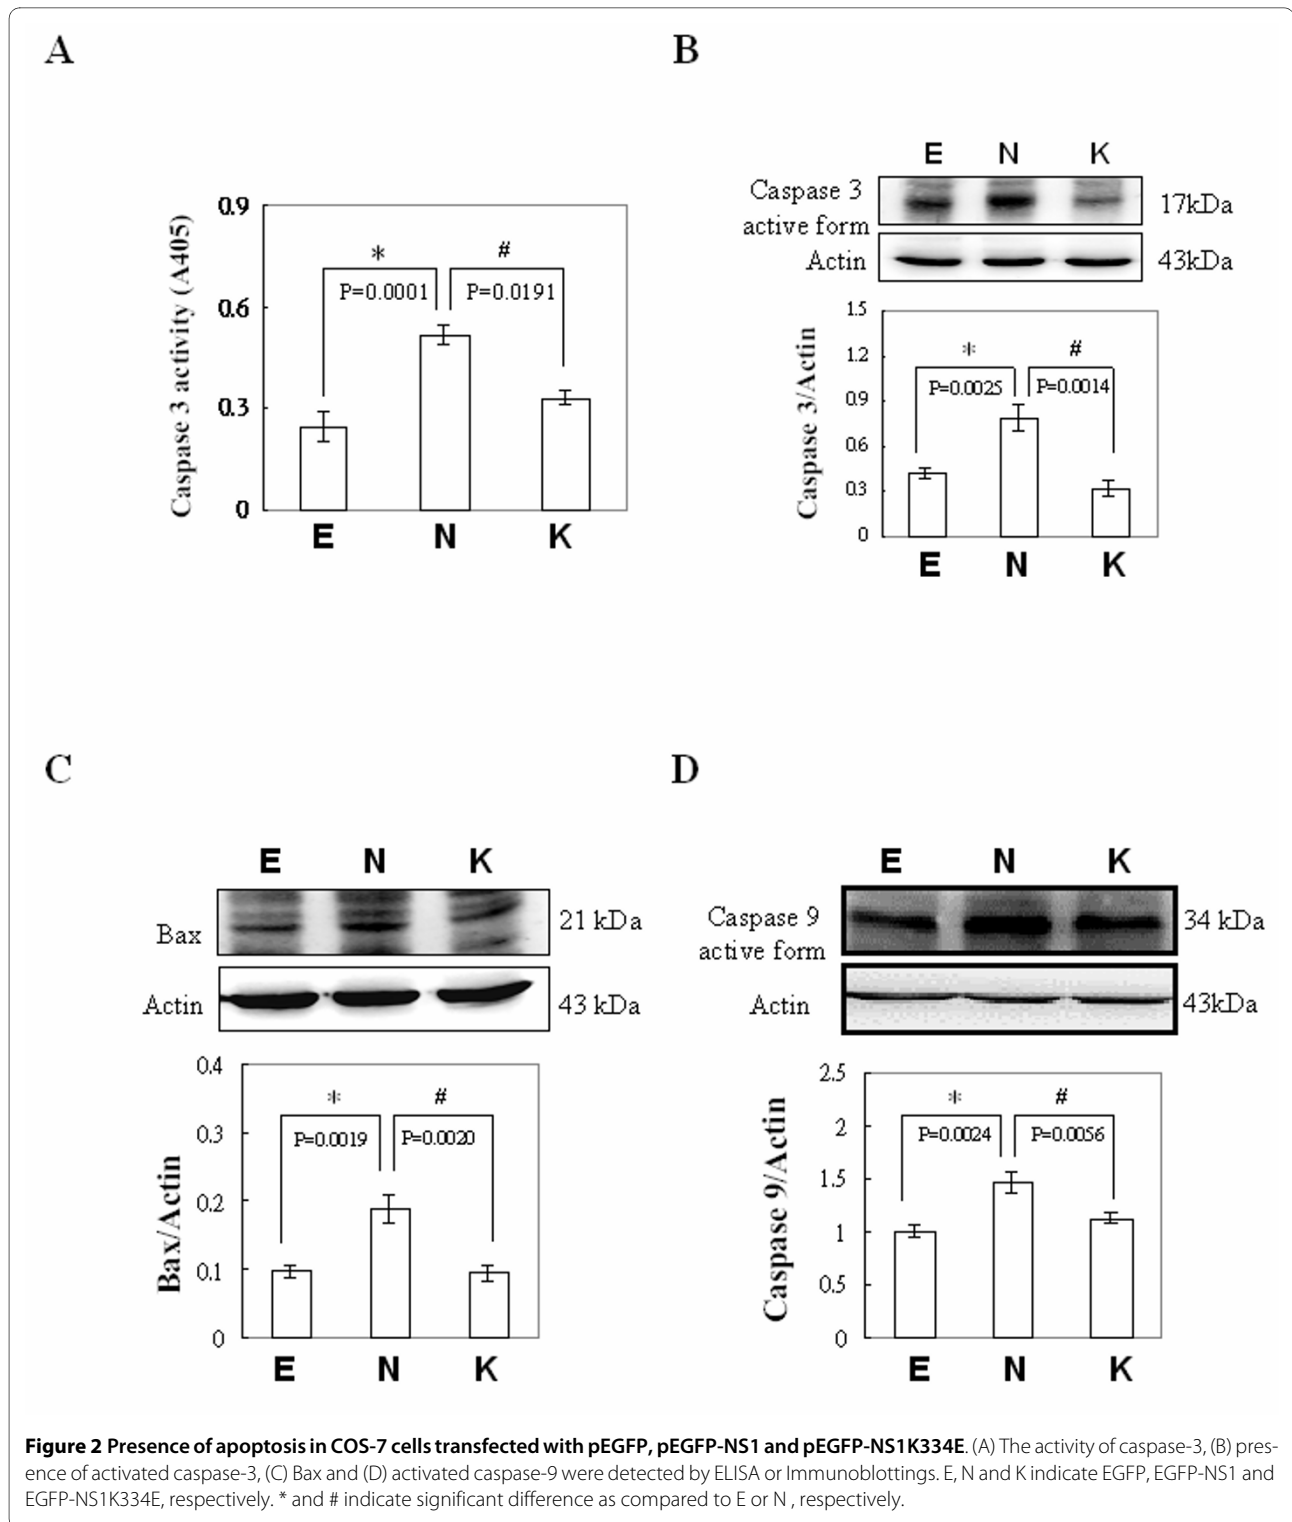 A
B
0.9
0.6
0.3
0
Caspase 3 activity (A405)
*
#
P=0.0001
P=0.0191
E
N
K
E
N
K
Caspase 3
active form
17kDa
Actin
43kDa
1.5
1.2
0.9
0.6
0.3
0
Caspase 3/Actin
*
#
P=0.0025
P=0.0014
E
N
K
C
D
E
N
K
Bax
21 kDa
Actin
43 kDa
0.4
0.3
0.2
0.1
0
Bax/Actin
*
#
P=0.0019
P=0.0020
E
N
K
E
N
K
Caspase 9
active form
34 kDa
Actin
43kDa
2.5
2
1.5
1
0.5
0
Caspase 9/Actin
*
#
P=0.0024
P=0.0056
E
N
K
Figure 2 Presence of apoptosis in COS-7 cells transfected with pEGFP, pEGFP-NS1 and pEGFP-NS1K334E. (A) The activity of caspase-3, (B) pres-
ence of activated caspase-3, (C) Bax and (D) activated caspase-9 were detected by ELISA or Immunoblottings. E, N and K indicate EGFP, EGFP-NS1 and
EGFP-NS1K334E, respectively. * and # indicate significant difference as compared to E or N , respectively.